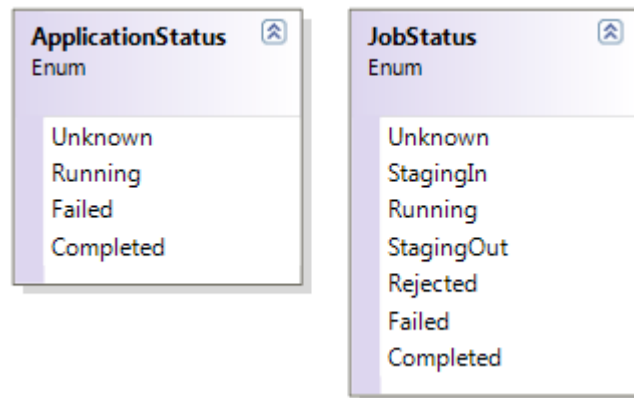 ApplicationStatus
Enum
Unknown
Running
Failed
Completed
JobStatus
Enum
Unknown
StagingIn
Running
StagingOut
Rejected
Failed
Completed